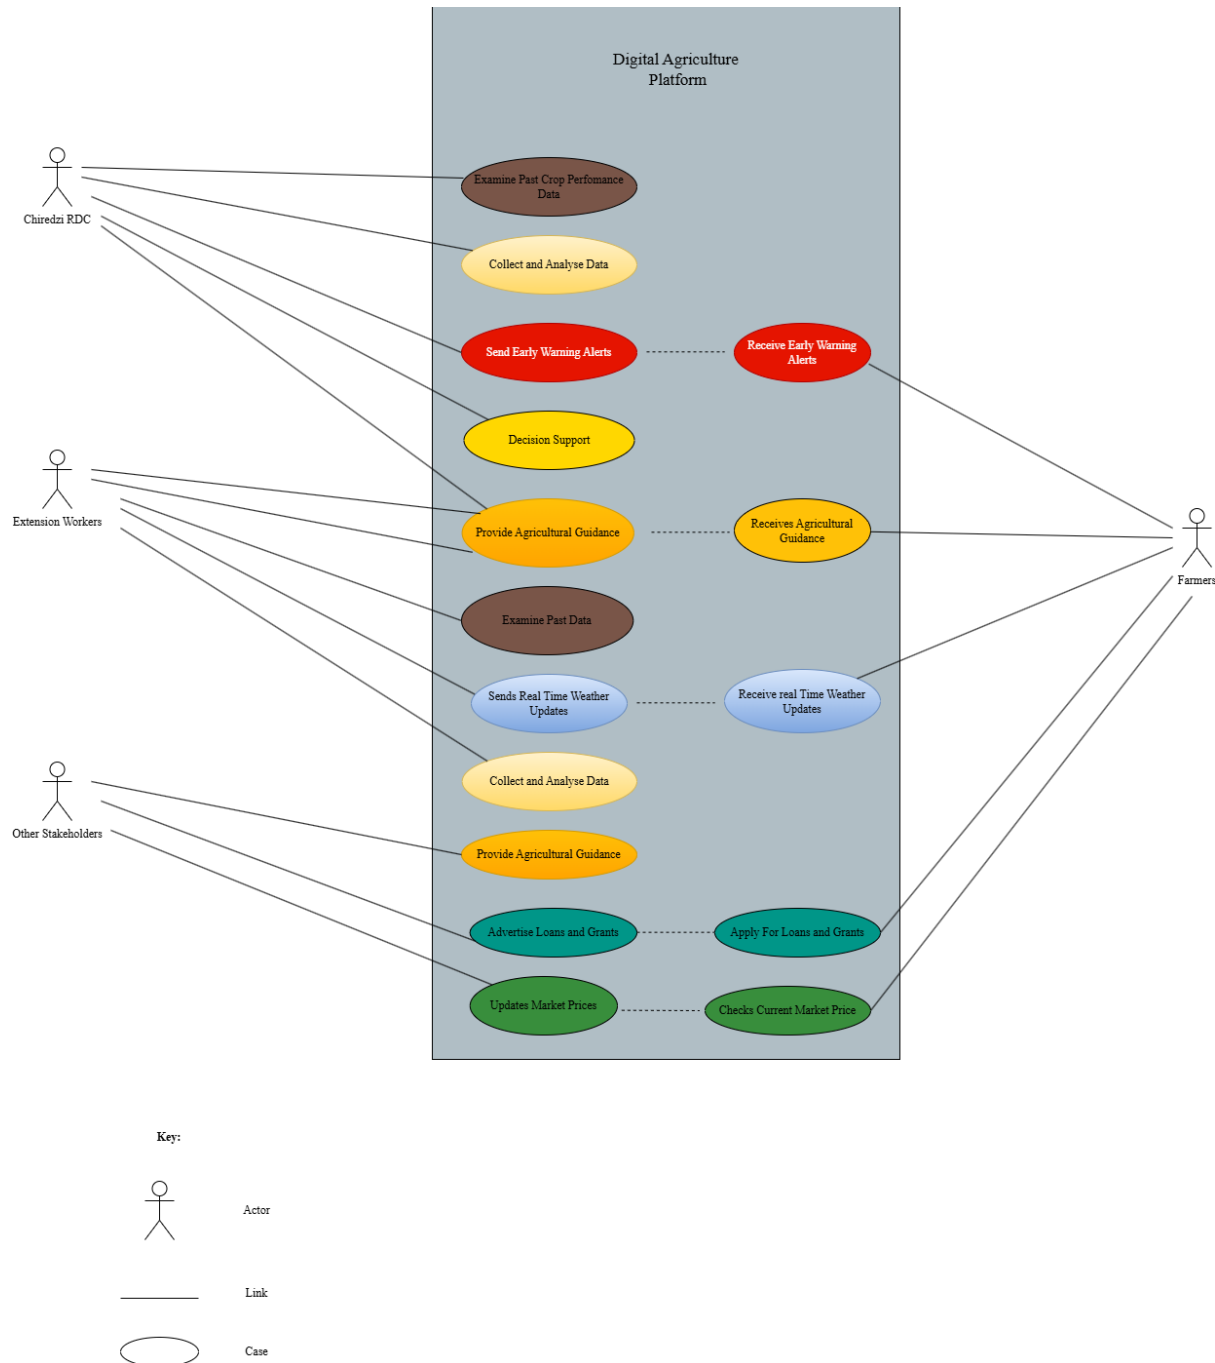 Digital Agriculture
Platform
Chiredzi RDC
Examine Past Crop Perfomance
Data
Collect and Analyse Data
Send Early Warning Alerts
Receive Early Warning
Alerts
Decision Support
Extension Workers
Provide Agricultural Guidance
Receives Agricultural
Guidance
Farmers
Examine Past Data
Sends Real Time Weather
Updates
Receive real Time Weather
Updates
Collect and Analyse Data
Other Stakeholders
Provide Agricultural Guidance
Advertise Loans and Grants
Apply For Loans and Grants
Updates Market Prices
Checks Current Market Price
Key:
Actor
Link
Case